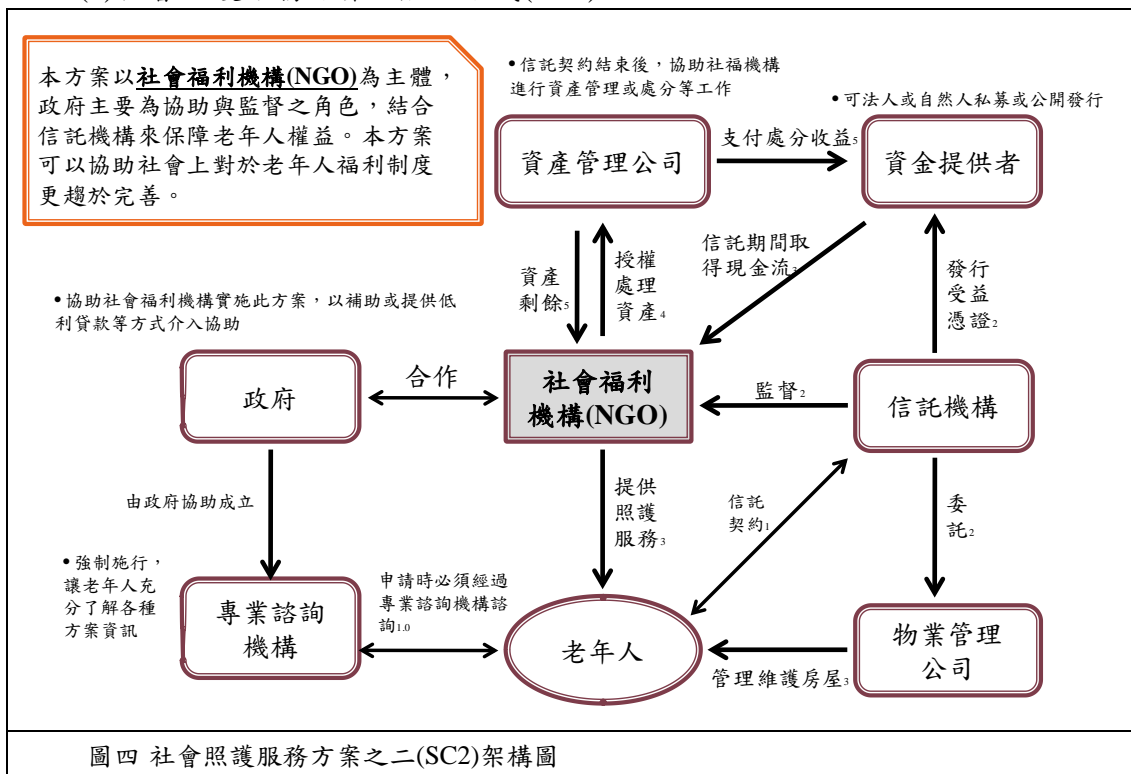 本方案以社會福利機構(NGO)為主體，
政府主要為協助與監督之角色，結合
信託機構來保障老年人權益。本方案
可以協助社會上對於老年人福利制度
更趨於完善。
•信託契約結束後，協助社福機構
進行資產管理或處分等工作
•可法人或自然人私募或公開發行
資產管理公司
支付處分收益5
資金提供者
資產
剩餘5
授權
處理
資產4
信託期間取
得現金流3
發行
受益
憑證2
•協助社會福利機構實施此方案，以補助或提供低
利貸款等方式介入協助
政府
合作
社會福利
機構(NGO)
監督2
信託機構
由政府協助成立
提供
照護
服務3
信託
契約1
委
託2
•強制施行，
讓老年人充
分了解各種
方案資訊
專業諮詢
機構
申請時必須經過
專業諮詢機構諮
詢1.0
老年人
管理維護房屋3
物業管理
公司
圖四 社會照護服務方案之二(SC2)架構圖